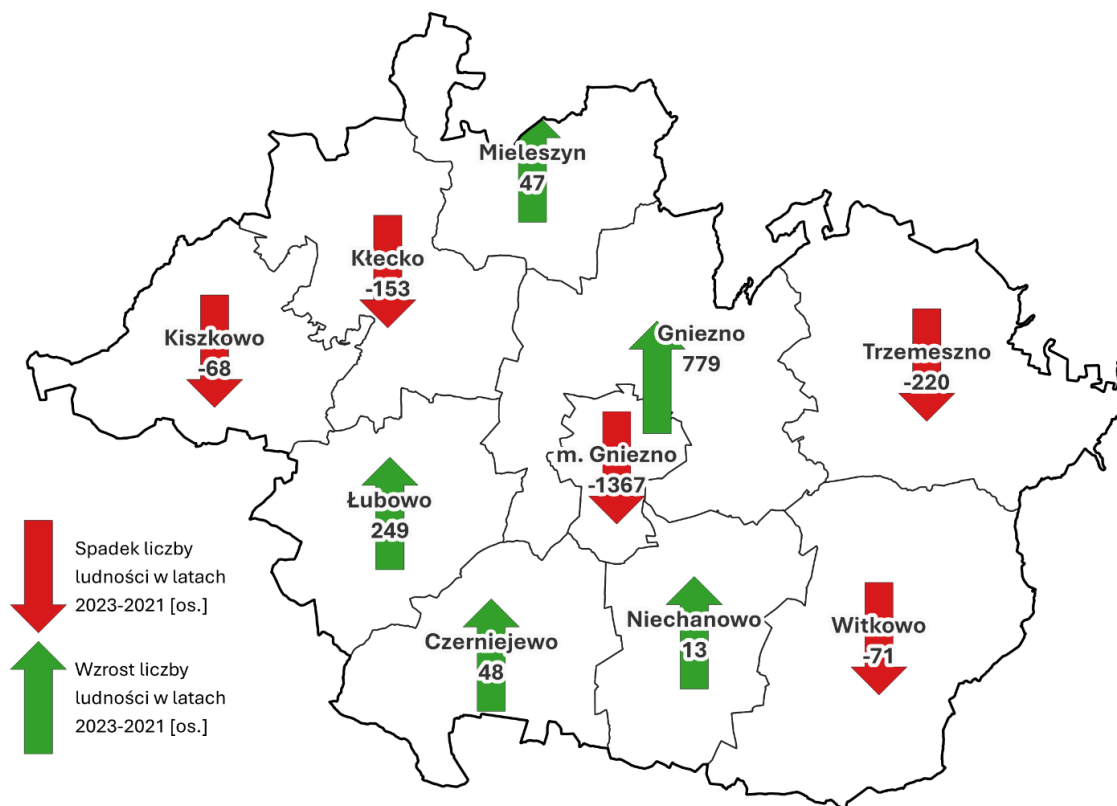 Mieleszyn
47
Kłecko
-153
Kiszkowo
-68
Gniezno
779
Trzemeszno
-220
m. Gniezno
-1367
Łubowo
249
Czerniejewo
48
Niechanowo
13
Witkowo
-71
Spadek liczby
ludności w latach
2023-2021 [os.]
Wzrost liczby
ludności w latach
2023-2021 [os.]